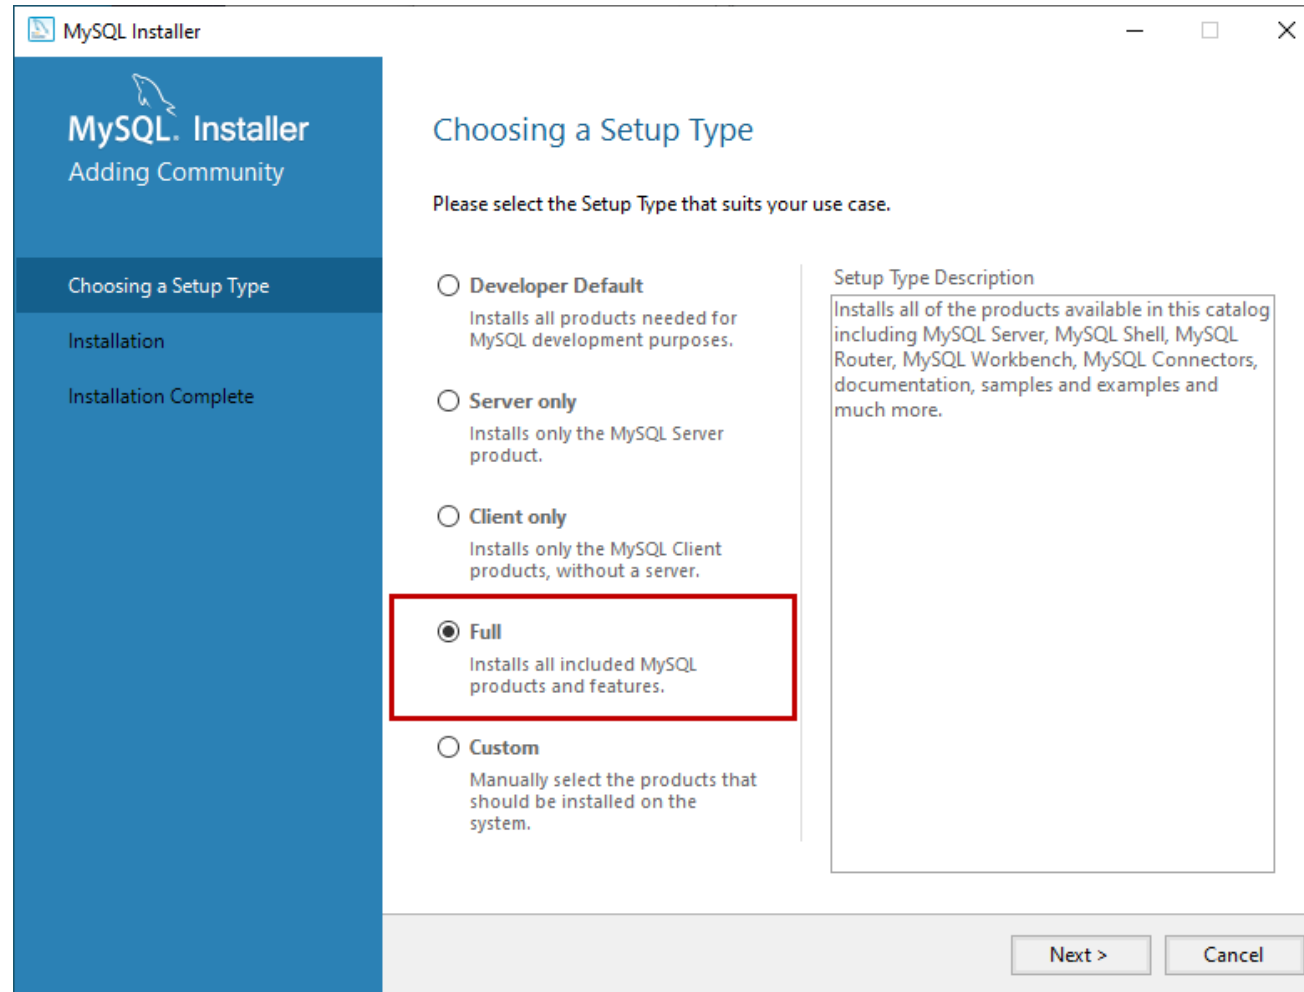 MySQL Installer
MySQL. Installer
Adding Community
Choosing a Setup Type
Installation
Installation Complete
Choosing a Setup Type
Please select the Setup Type that suits your use case.
Developer Default
Installs all products needed for
MySQL development purposes.
Server only
Installs only the MySQL Server
product.
Client only
Installs only the MySQL Client
products, without a server.
Full
Installs all included MySQL
products and features.
Custom
Manually select the products that
should be installed on the
system.
Setup Type Description
Installs all of the products available in this catalog
including MySQL Server, MySQL Shell, MySQL
Router, MySQL Workbench, MySQL Connectors,
documentation, samples and examples and
much more.
Next >
Cancel